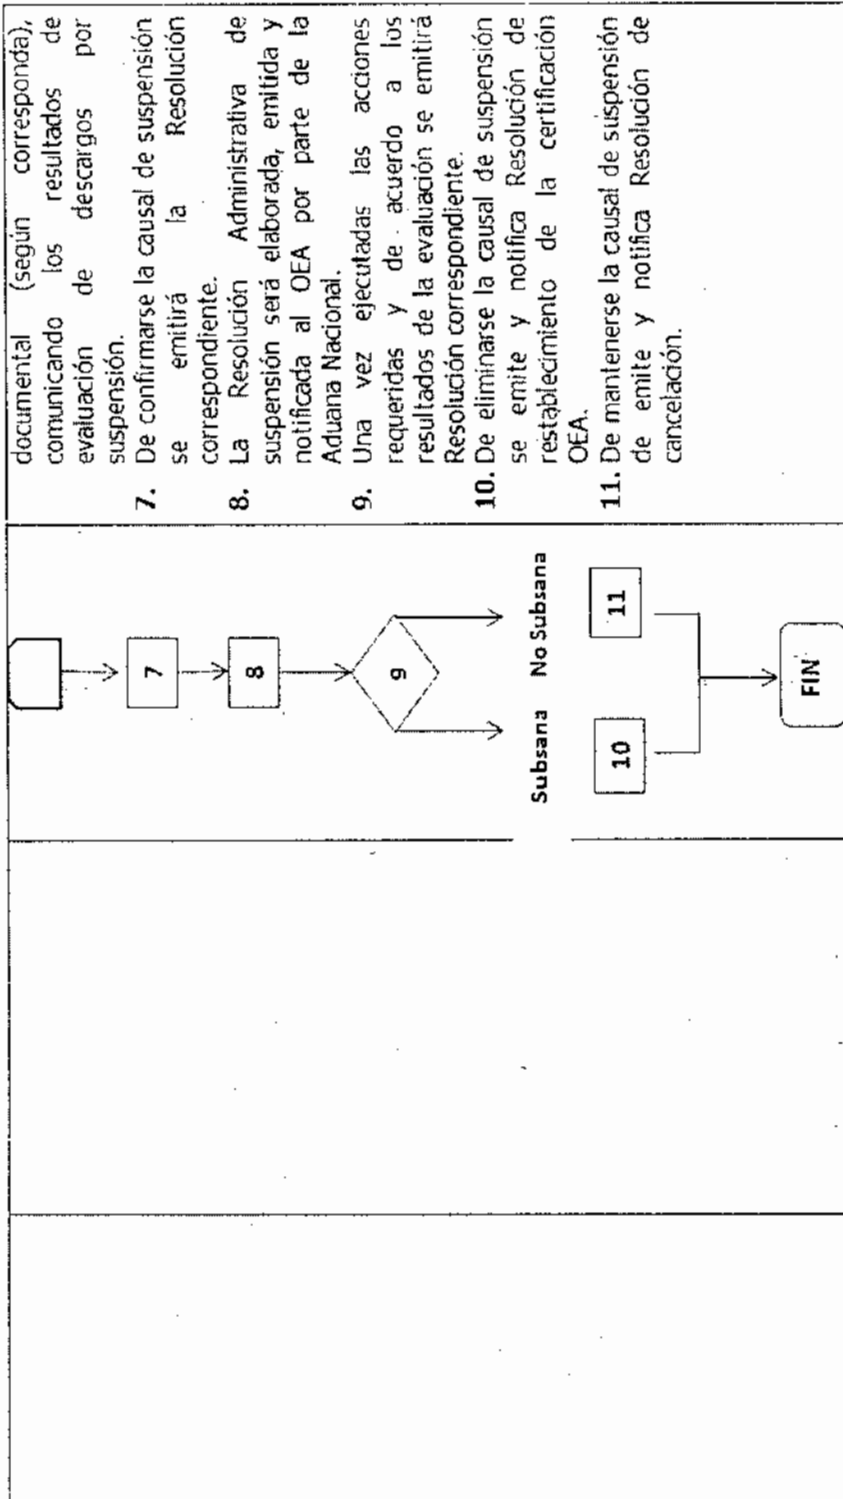 7
8
9
Subsana
No Subsana
10
11
FIN
documental (según corresponda),
comunicando los resultados de
evaluación de descargos por
suspensión.
7. De confirmarse la causal de suspensión
se emitirá la Resolución
correspondiente.
8. La Resolución Administrativa de
suspensión será elaborada, emitida y
notificada al OEA por parte de la
Aduana Nacional.
9. Una vez ejecutadas las acciones
requeridas y de acuerdo a los
resultados de la evaluación se emitirá
Resolución correspondiente.
10. De eliminarse la causal de suspensión
se emite y notifica Resolución de
restablecimiento de la certificación
OEA.
11. De mantenerse la causal de suspensión
de emite y notifica Resolución de
cancelación.